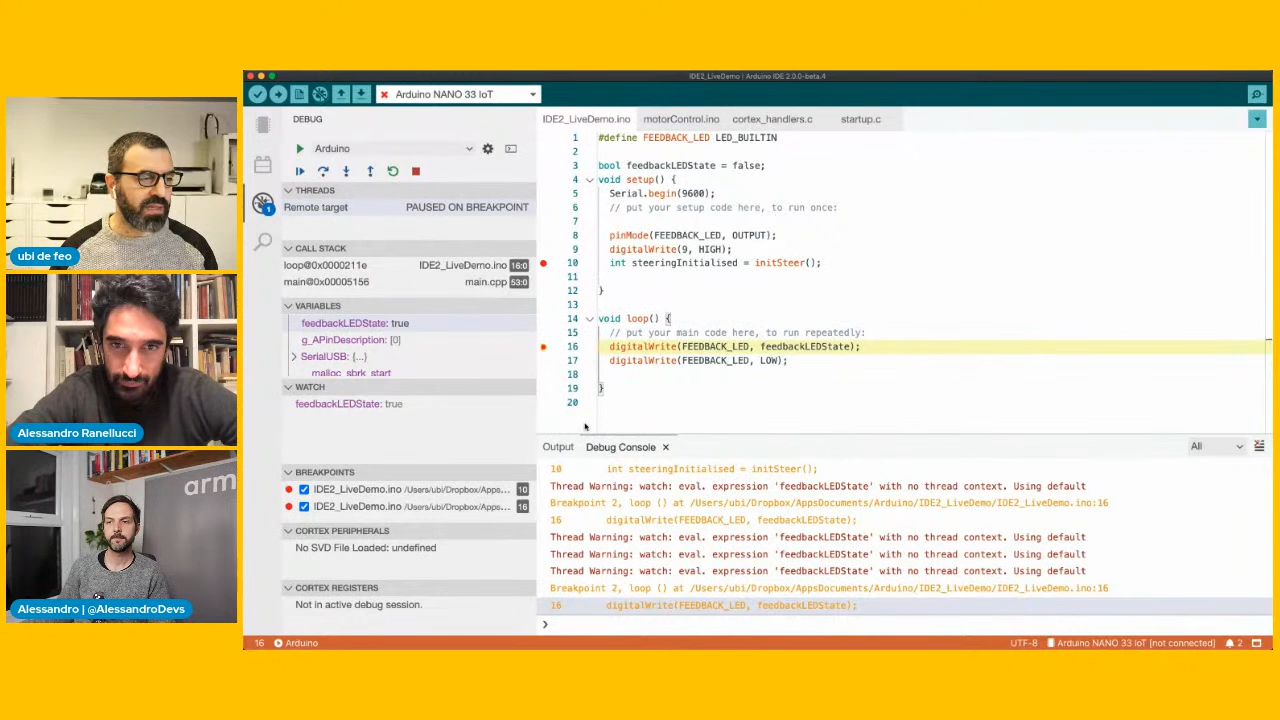 ubi de feo
Alessandro Ranellucci
arm
Alessandro | @AlessandroDevs
IDE2_LiveDemo | Arduino IDE 2.0.0-beta.4
Arduino NANO 33 IoT
DEBUG
Arduino
THREADS
Remote target PAUSED ON BREAKPOINT
CALL STACK
loop@0x0000211e IDE2_LiveDemo.ino 16:0
main@0x00005156 main.cpp 53:0
VARIABLES
feedbackLEDState: true
g_APinDescription: [0]
SerialUSB: {...}
malloc_sbrk_start
WATCH
feedbackLEDState: true
BREAKPOINTS
IDE2_LiveDemo.ino /Users/ubi/Dropbox/Apps... 10
IDE2_LiveDemo.ino /Users/ubi/Dropbox/Apps... 16
CORTEX PERIPHERALS
No SVD File Loaded: undefined
CORTEX REGISTERS
Not in active debug session.
IDE2_LiveDemo.ino motorControl.ino cortex_handlers.c startup.c
1 #define FEEDBACK_LED LED_BUILTIN
2
3 bool feedbackLEDState = false;
4 void setup() {
5 Serial.begin(9600);
6 // put your setup code here, to run once:
7
8 pinMode(FEEDBACK_LED, OUTPUT);
9 digitalWrite(9, HIGH);
10 int steeringInitialised = initSteer();
11
12 }
13
14 void loop() {
15 // put your main code here, to run repeatedly:
16 digitalWrite(FEEDBACK_LED, feedbackLEDState);
17 digitalWrite(FEEDBACK_LED, LOW);
18
19 }
20
Output Debug Console × All
10 int steeringInitialised = initSteer();
Thread Warning: watch: eval. expression 'feedbackLEDState' with no thread context. Using default
Breakpoint 2, loop () at /Users/ubi/Dropbox/AppsDocuments/Arduino/IDE2_LiveDemo/IDE2_LiveDemo.ino:16
16 digitalWrite(FEEDBACK_LED, feedbackLEDState);
Thread Warning: watch: eval. expression 'feedbackLEDState' with no thread context. Using default
Thread Warning: watch: eval. expression 'feedbackLEDState' with no thread context. Using default
Thread Warning: watch: eval. expression 'feedbackLEDState' with no thread context. Using default
Breakpoint 2, loop () at /Users/ubi/Dropbox/AppsDocuments/Arduino/IDE2_LiveDemo/IDE2_LiveDemo.ino:16
16 digitalWrite(FEEDBACK_LED, feedbackLEDState);
16 Arduino UTF-8 Arduino NANO 33 IoT [not connected] 2